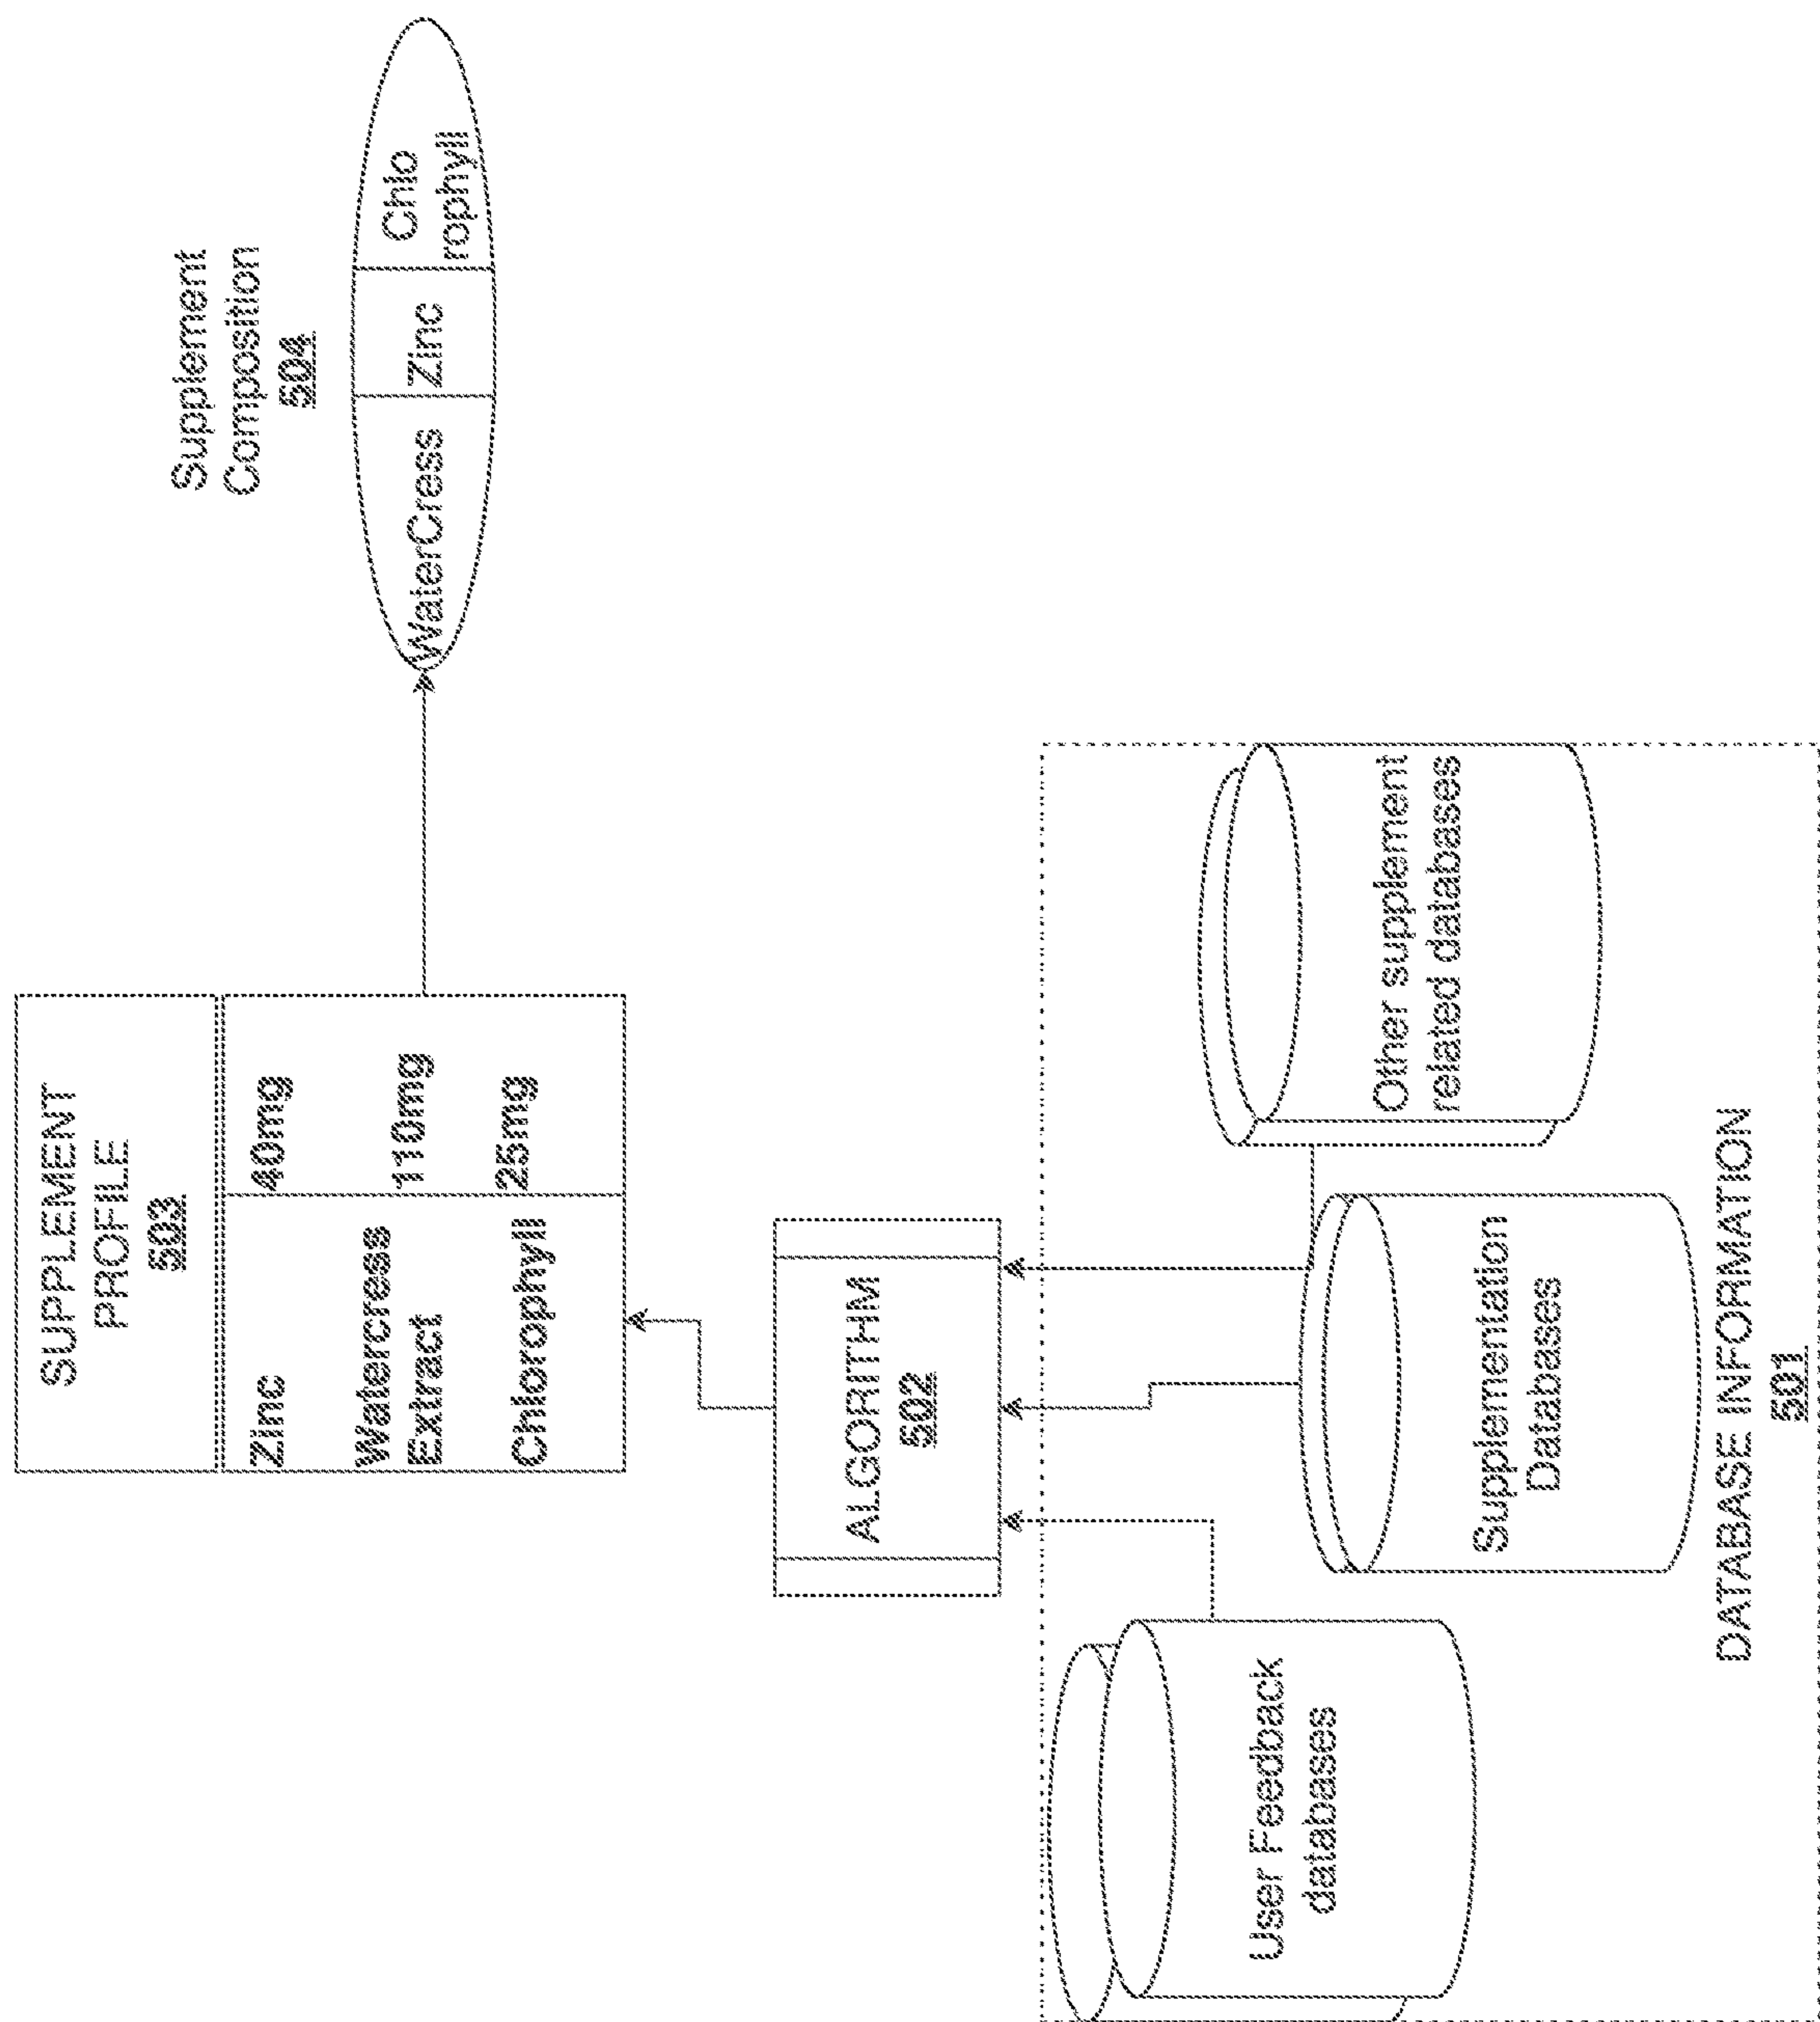 SUPPLEMENT
PROFILE
503
Zinc
40mg
Watercress
Extract
110mg
Chlorophyll
25mg
Supplement
Composition
504
WaterCress
Zinc
Chlo
rophyll
ALGORITHM
502
User Feedback
databases
Supplementation
Databases
Other supplement
related databases
DATABASE INFORMATION
501